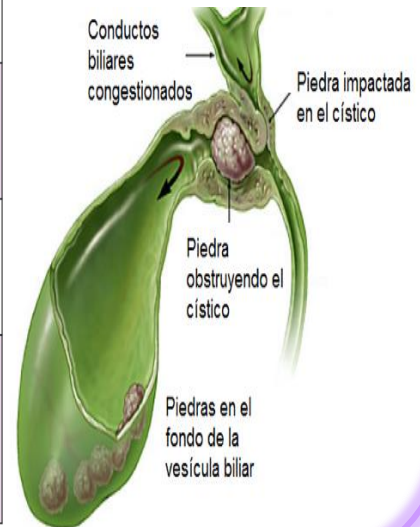 Conductos
biliares
congestionados
Piedra impactada
en el cístico
Piedra
obstruyendo el
cístico
Piedras en el
fondo de la
vesícula biliar